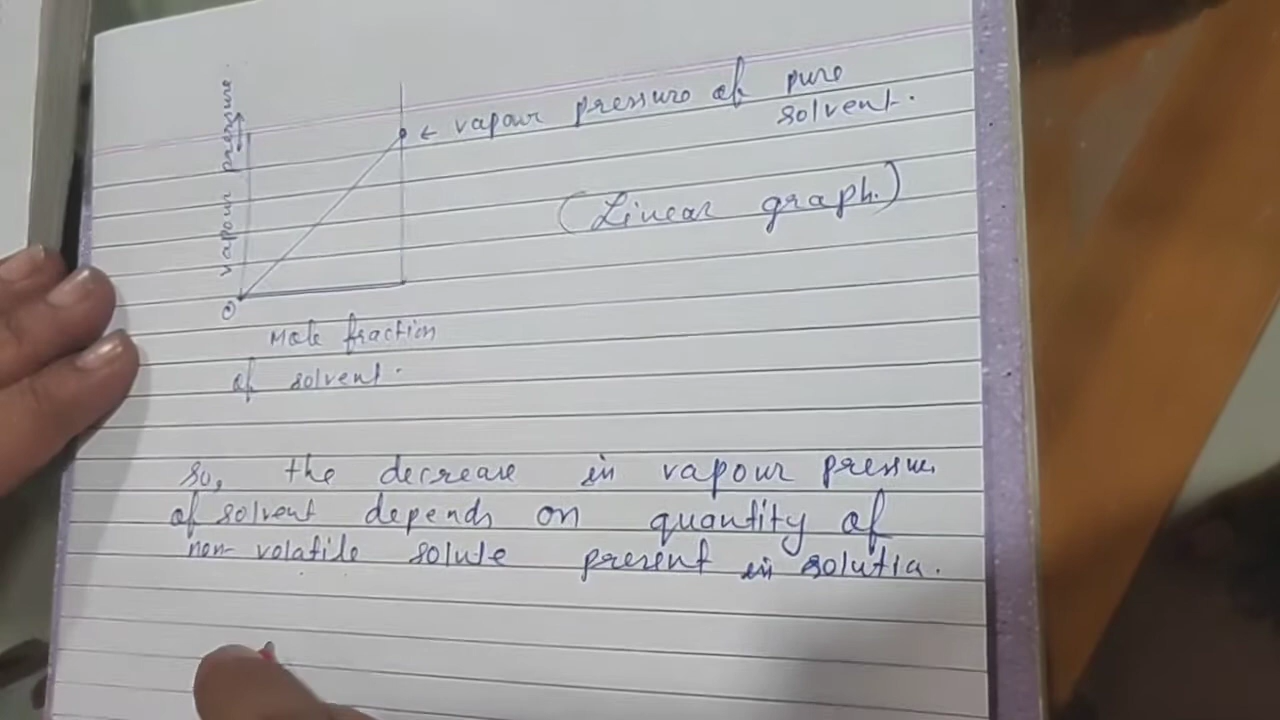 vapour pressure.
← vapour pressure of pure
solvent.
(Linear graph.)
O
Mole fraction
of solvent.
So, the decrease in vapour pressure
of solvent depends on quantity of
non-volatile solute present in solution.